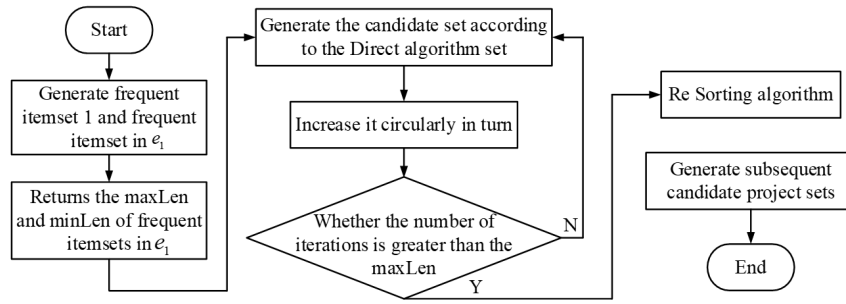 Start
Generate frequent
itemset 1 and frequent
itemset in e₁
Returns the maxLen
and minLen of frequent
itemsets in e₁
Generate the candidate set according
to the Direct algorithm set
Increase it circularly in turn
Whether the number of
iterations is greater than the
maxLen
N
Y
Re Sorting algorithm
Generate subsequent
candidate project sets
End